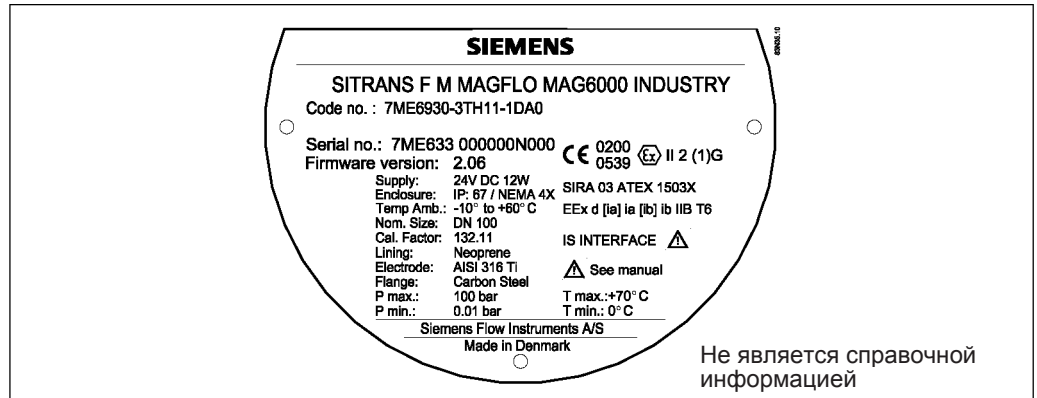 SIEMENS
83N35.10
SITRANS F M MAGFLO MAG6000 INDUSTRY
Code no. : 7ME6930-3TH11-1DA0
Serial no.: 7ME633 000000N000
Firmware version: 2.06
CE 0200
0539
Ex II 2 (1)G
Supply: 24V DC 12W
Enclosure: IP: 67 / NEMA 4X
SIRA 03 ATEX 1503X
Temp Amb.: -10° to +60°C
EEx d [ia] ia [ib] ib IIB T6
Nom. Size: DN 100
Cal. Factor: 132.11
IS INTERFACE
Lining: Neoprene
Electrode: AISI 316 Ti
See manual
Flange: Carbon Steel
P max.: 100 bar
T max.:+70°C
P min.: 0.01 bar
T min.: 0°C
Siemens Flow Instruments A/S
Made in Denmark
Не является справочной
информацией